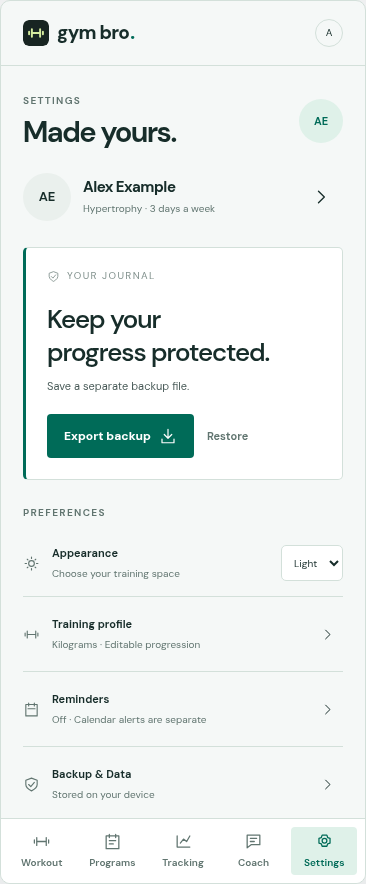 gym bro.
A
SETTINGS
Made yours.
AE
AE
Alex Example
Hypertrophy · 3 days a week
YOUR JOURNAL
Keep your
progress protected.
Save a separate backup file.
Export backup
Restore
PREFERENCES
Appearance
Choose your training space
Light
Training profile
Kilograms · Editable progression
Reminders
Off · Calendar alerts are separate
Backup & Data
Stored on your device
Workout
Programs
Tracking
Coach
Settings